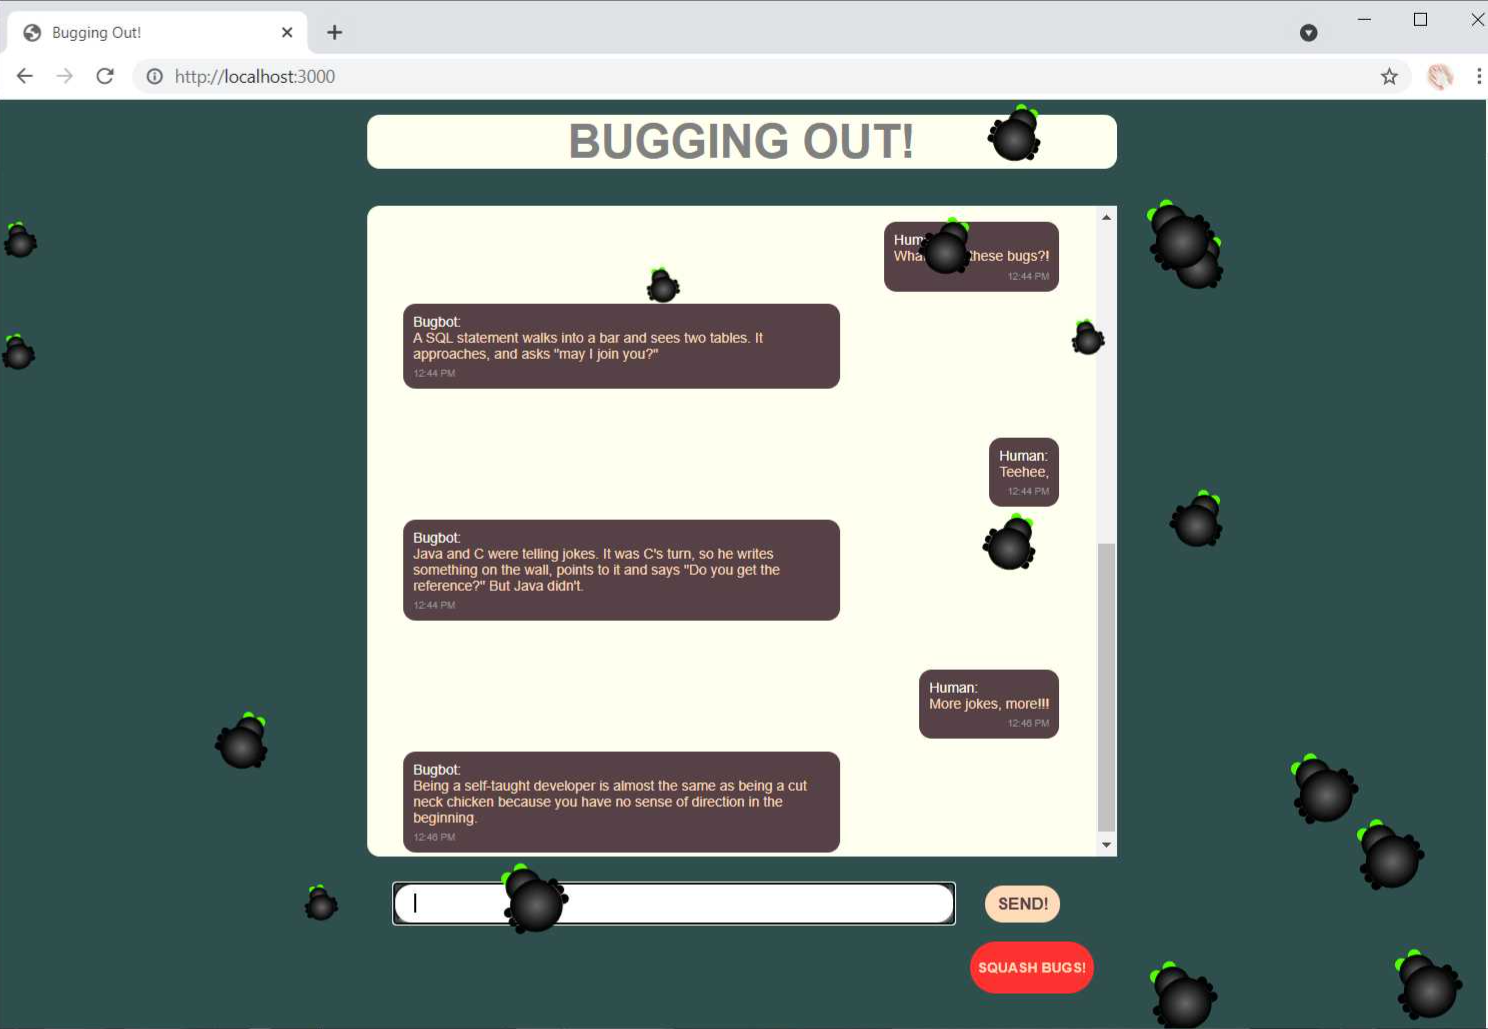 Bugging Out!
http://localhost:3000
BUGGING OUT!
Hum
Wha these bugs?!
12:44 PM
Bugbot:
A SQL statement walks into a bar and sees two tables. It
approaches, and asks "may I join you?"
12:44 PM
Human:
Teehee,
12:44 PM
Bugbot:
Java and C were telling jokes. It was C's turn, so he writes
something on the wall, points to it and says "Do you get the
reference?" But Java didn't.
12:44 PM
Human:
More jokes, more!!!
12:46 PM
Bugbot:
Being a self-taught developer is almost the same as being a cut
neck chicken because you have no sense of direction in the
beginning.
12:46 PM
SEND!
SQUASH BUGS!